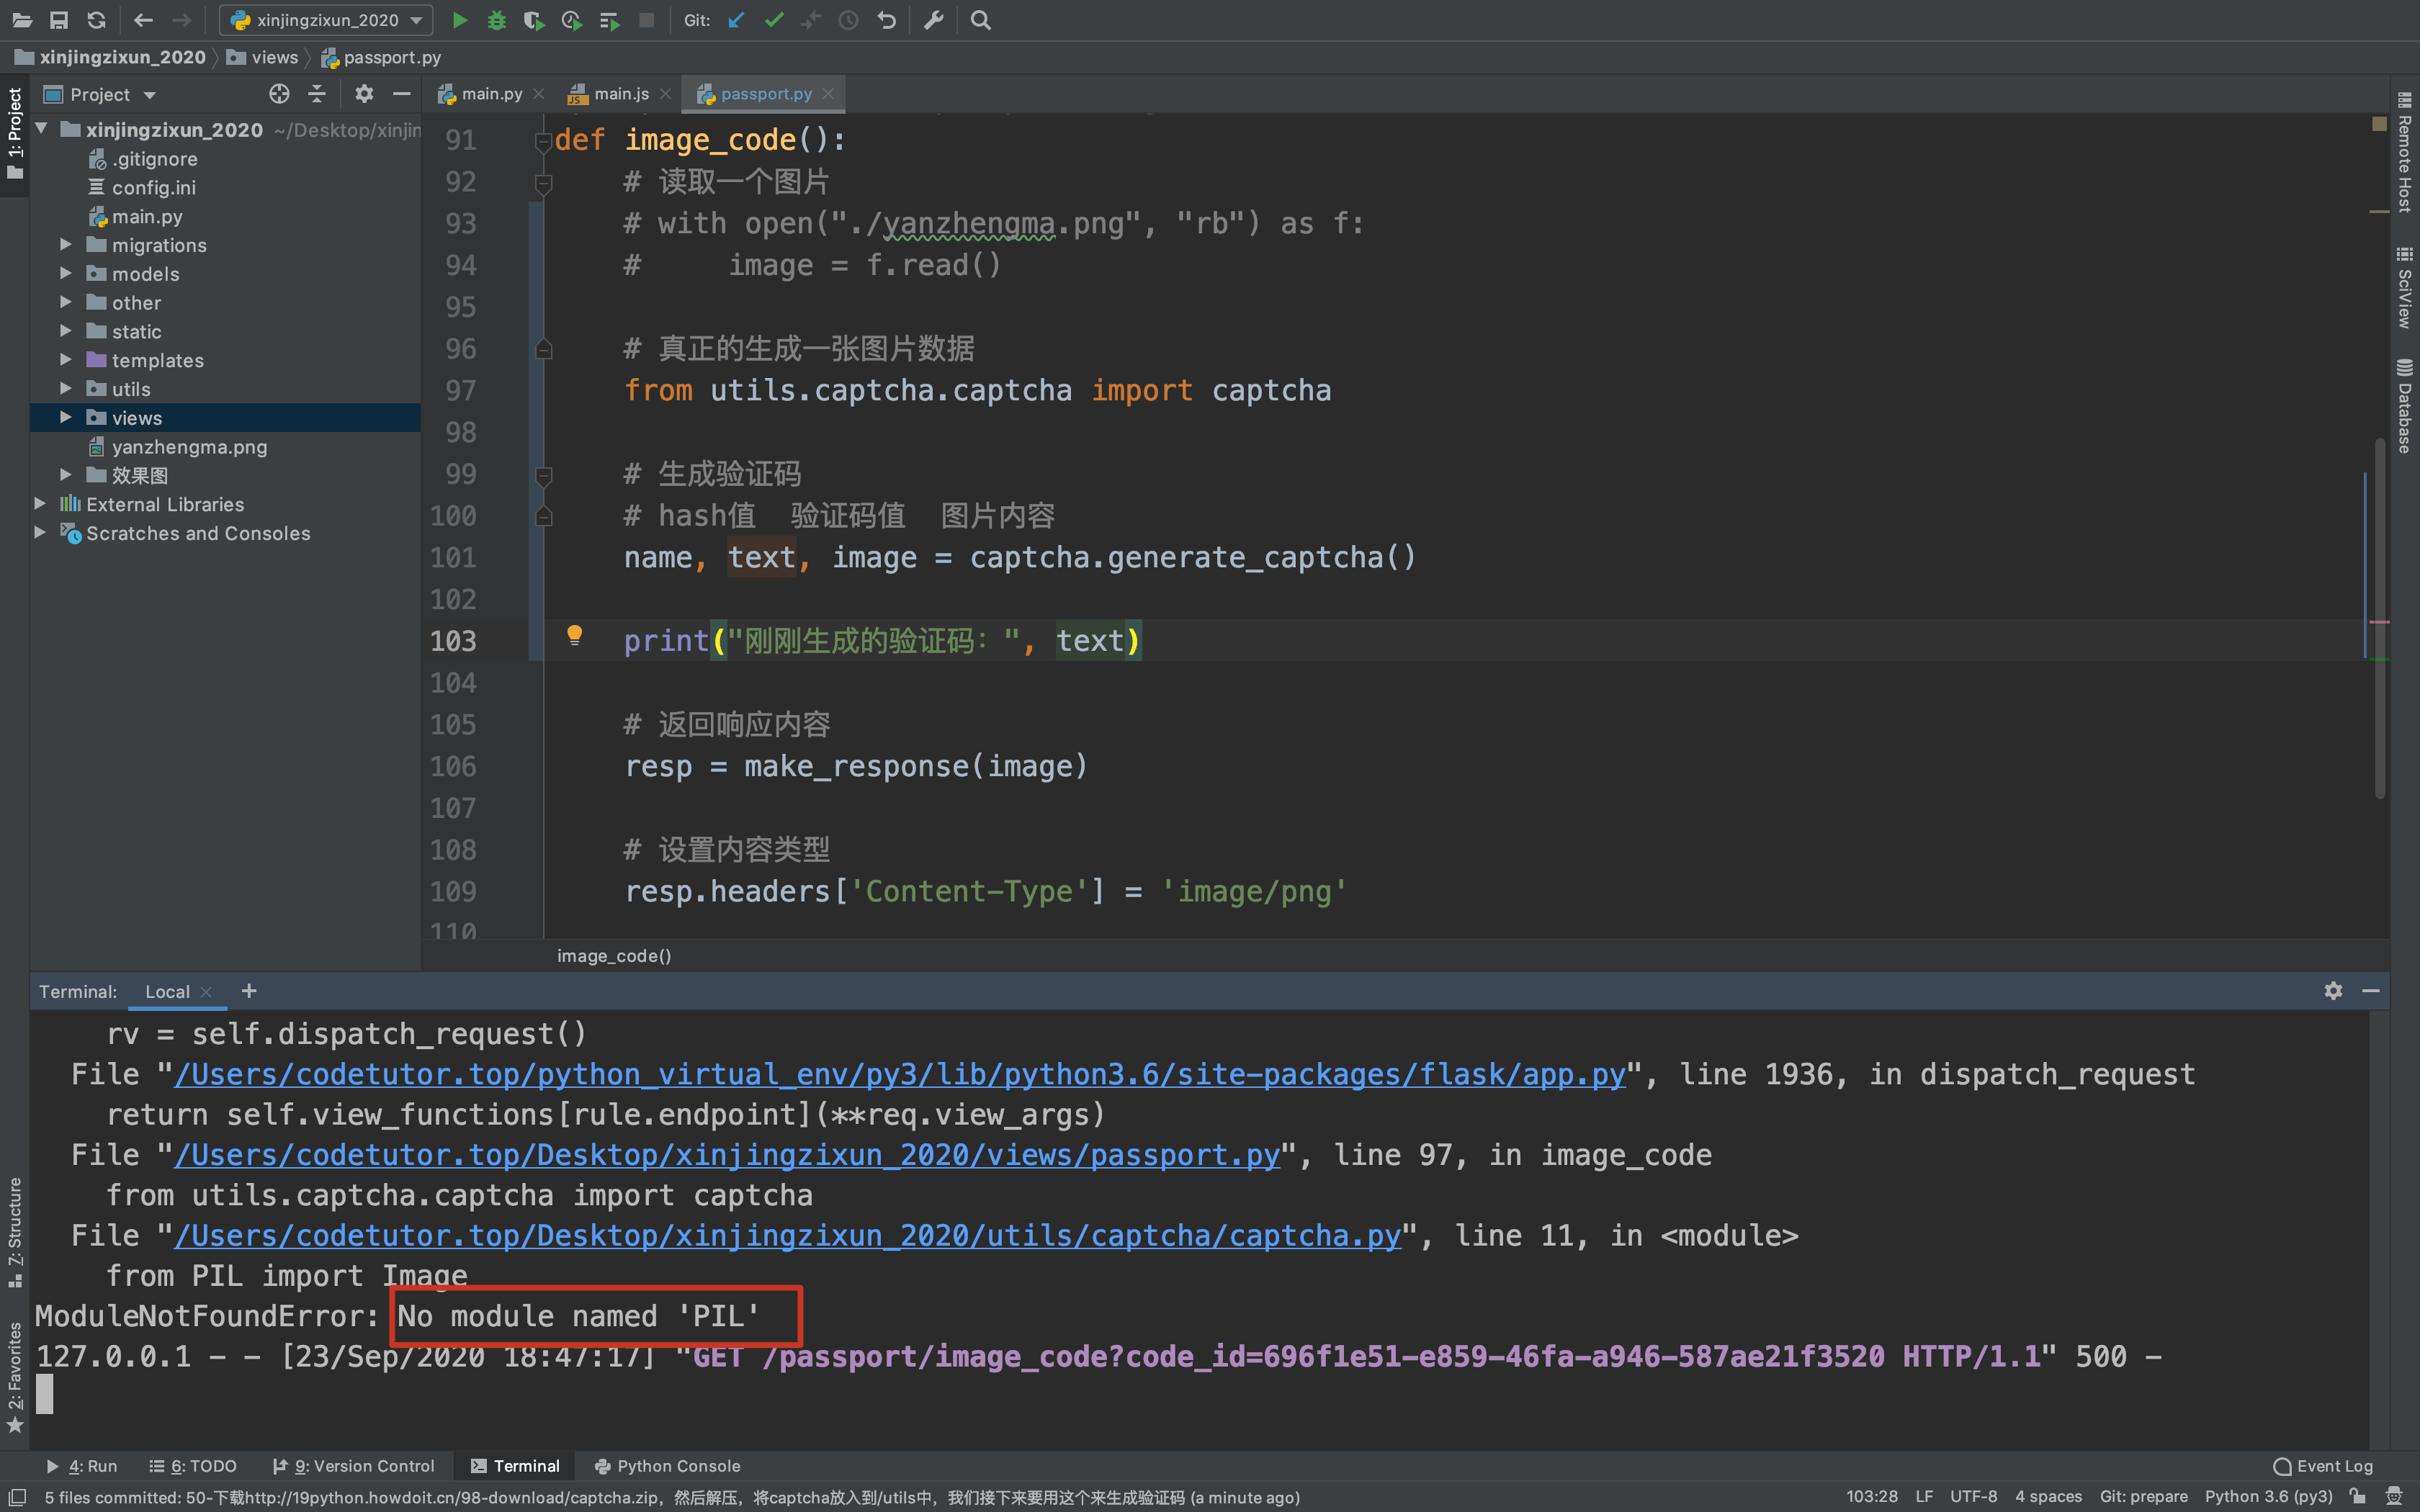 xinjingzixun_2020
Git:
xinjingzixun_2020
views
passport.py
Project
main.py
main.js
passport.py
1: Project
xinjingzixun_2020 ~/Desktop/xinjin
.gitignore
config.ini
main.py
migrations
models
other
static
templates
utils
views
yanzhengma.png
效果图
External Libraries
Scratches and Consoles
91 def image_code():
92 # 读取一个图片
93 # with open("./yanzhengma.png", "rb") as f:
94 #     image = f.read()
95
96 # 真正的生成一张图片数据
97 from utils.captcha.captcha import captcha
98
99 # 生成验证码
100 # hash值  验证码值  图片内容
101 name, text, image = captcha.generate_captcha()
102
103 print("刚刚生成的验证码：", text)
104
105 # 返回响应内容
106 resp = make_response(image)
107
108 # 设置内容类型
109 resp.headers['Content-Type'] = 'image/png'
110
image_code()
Remote Host
SciView
Database
Terminal:
Local
rv = self.dispatch_request()
File "/Users/codetutor.top/python_virtual_env/py3/lib/python3.6/site-packages/flask/app.py", line 1936, in dispatch_request
return self.view_functions[rule.endpoint](**req.view_args)
File "/Users/codetutor.top/Desktop/xinjingzixun_2020/views/passport.py", line 97, in image_code
from utils.captcha.captcha import captcha
File "/Users/codetutor.top/Desktop/xinjingzixun_2020/utils/captcha/captcha.py", line 11, in <module>
from PIL import Image
ModuleNotFoundError: No module named 'PIL'
127.0.0.1 - - [23/Sep/2020 18:47:17] "GET /passport/image_code?code_id=696f1e51-e859-46fa-a946-587ae21f3520 HTTP/1.1" 500 -
7: Structure
2: Favorites
4: Run
6: TODO
9: Version Control
Terminal
Python Console
Event Log
5 files committed: 50-下载http://19python.howdoit.cn/98-download/captcha.zip，然后解压，将captcha放入到/utils中，我们接下来要用这个来生成验证码 (a minute ago)
103:28
LF
UTF-8
4 spaces
Git: prepare
Python 3.6 (py3)